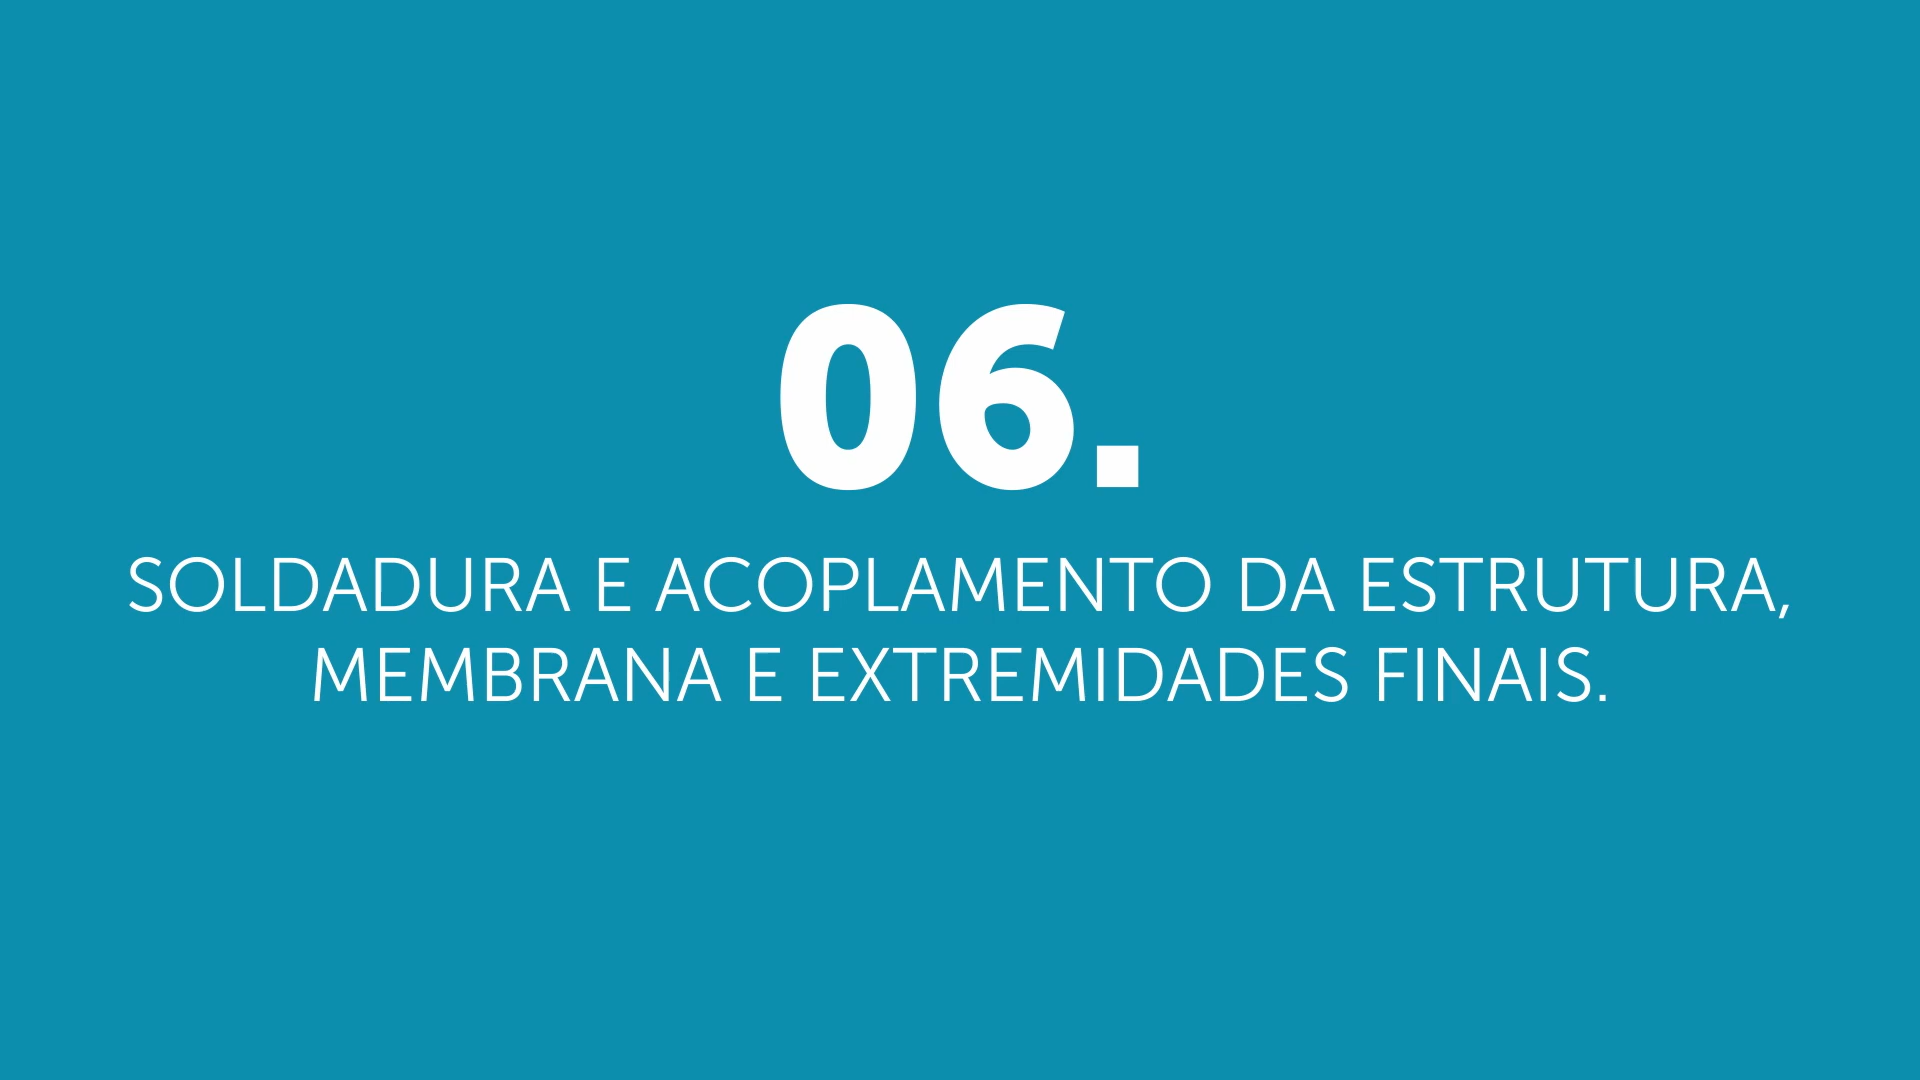 06.
SOLDADURA E ACOPLAMENTO DA ESTRUTURA,
MEMBRANA E EXTREMIDADES FINAIS.